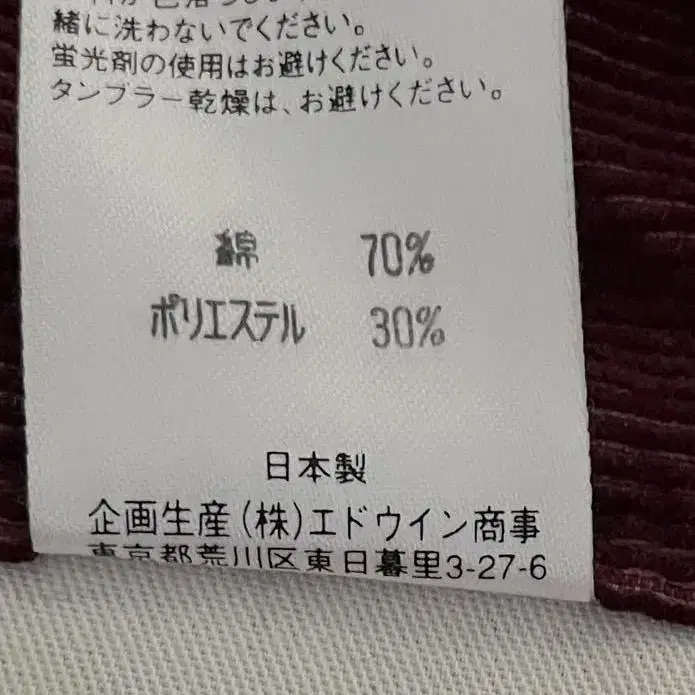 緒に洗わないでください。
蛍光剤の使用はお避けください。
タンブラー乾燥は、お避けください。
綿 70%
ポリエステル 30%
日本製
企画生産(株)エドウイン商事
東京都荒川区東日暮里3-27-6